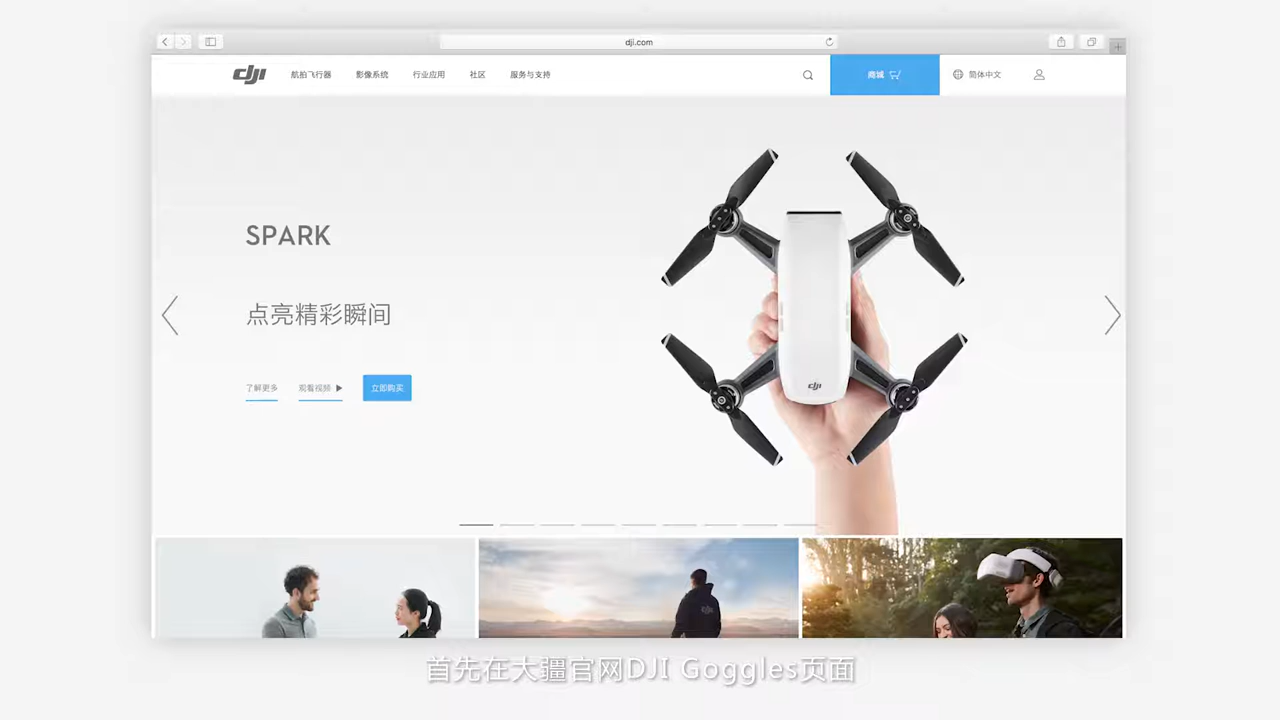 dji.com
dji 航拍飞行器 影像系统 行业应用 社区 服务与支持 商城 简体中文
SPARK
点亮精彩瞬间
了解更多 观看视频 立即购买
dji
dji
首先在大疆官网DJI Goggles页面